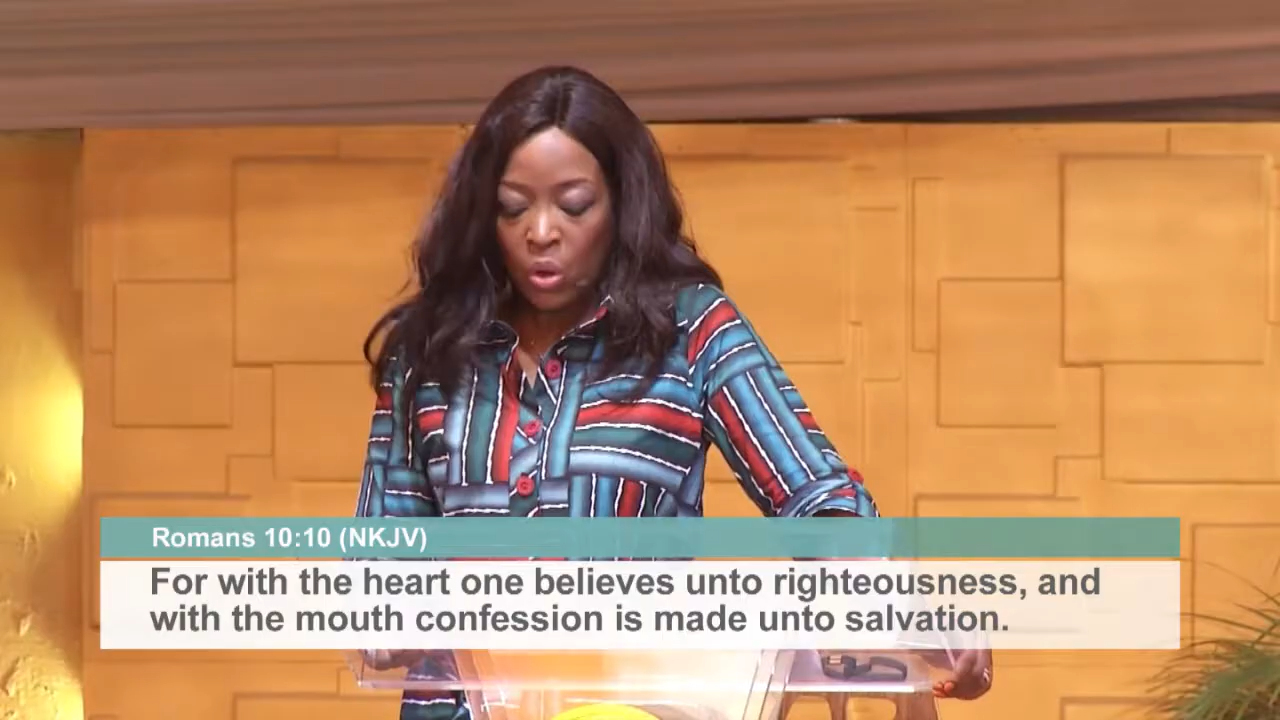 Romans 10:10 (NKJV)
For with the heart one believes unto righteousness, and
with the mouth confession is made unto salvation.